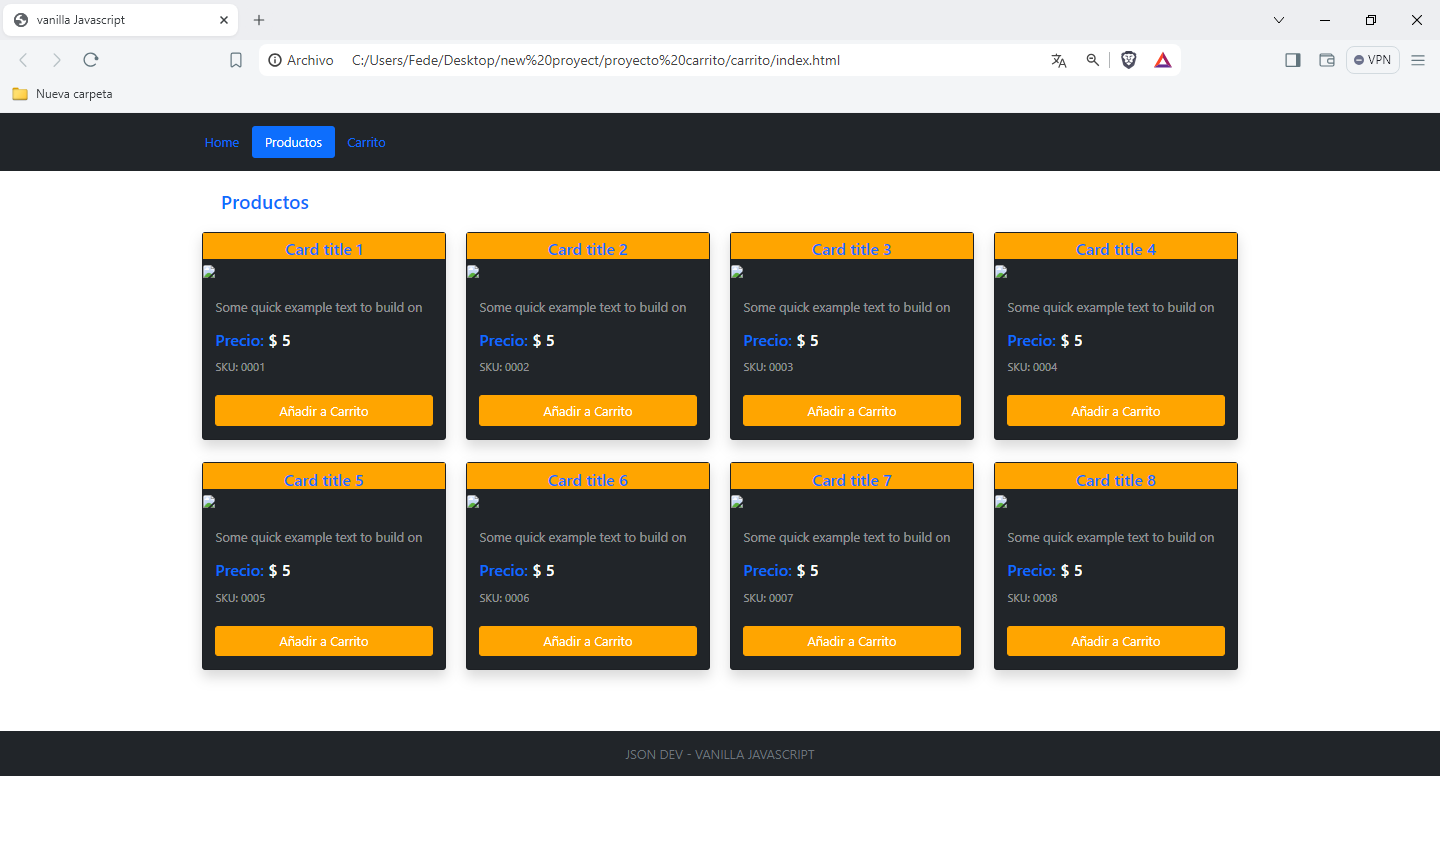 vanilla Javascript
Archivo C:/Users/Fede/Desktop/new%20proyect/proyecto%20carrito/carrito/index.html VPN
Nueva carpeta
Home Productos Carrito
Productos
Card title 1 Card title 2 Card title 3 Card title 4
Some quick example text to build on Some quick example text to build on Some quick example text to build on Some quick example text to build on
Precio: $ 5 Precio: $ 5 Precio: $ 5 Precio: $ 5
SKU: 0001 SKU: 0002 SKU: 0003 SKU: 0004
Añadir a Carrito Añadir a Carrito Añadir a Carrito Añadir a Carrito
Card title 5 Card title 6 Card title 7 Card title 8
Some quick example text to build on Some quick example text to build on Some quick example text to build on Some quick example text to build on
Precio: $ 5 Precio: $ 5 Precio: $ 5 Precio: $ 5
SKU: 0005 SKU: 0006 SKU: 0007 SKU: 0008
Añadir a Carrito Añadir a Carrito Añadir a Carrito Añadir a Carrito
JSON DEV - VANILLA JAVASCRIPT